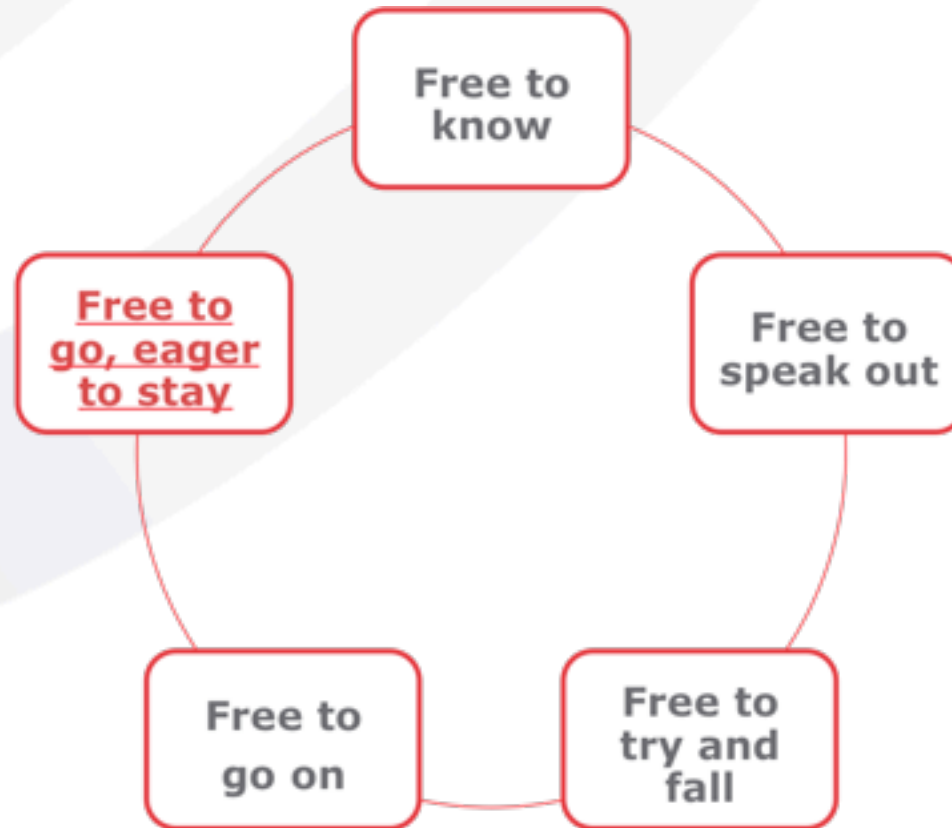 Free to
know
Free to
speak out
Free to
try and
fall
Free to
go on
Free to
go, eager
to stay